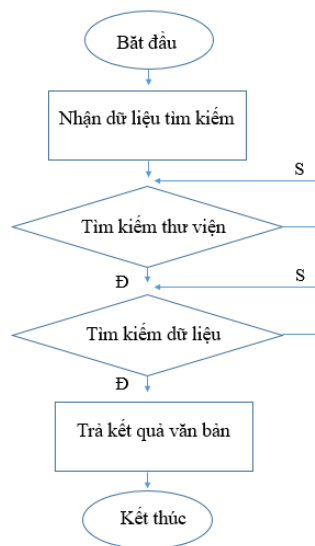 Băt đầu
Nhận dữ liệu tìm kiếm
S
Tìm kiếm thư viện
Đ
S
Tìm kiếm dữ liệu
Đ
Trả kết quả văn bản
Kết thúc